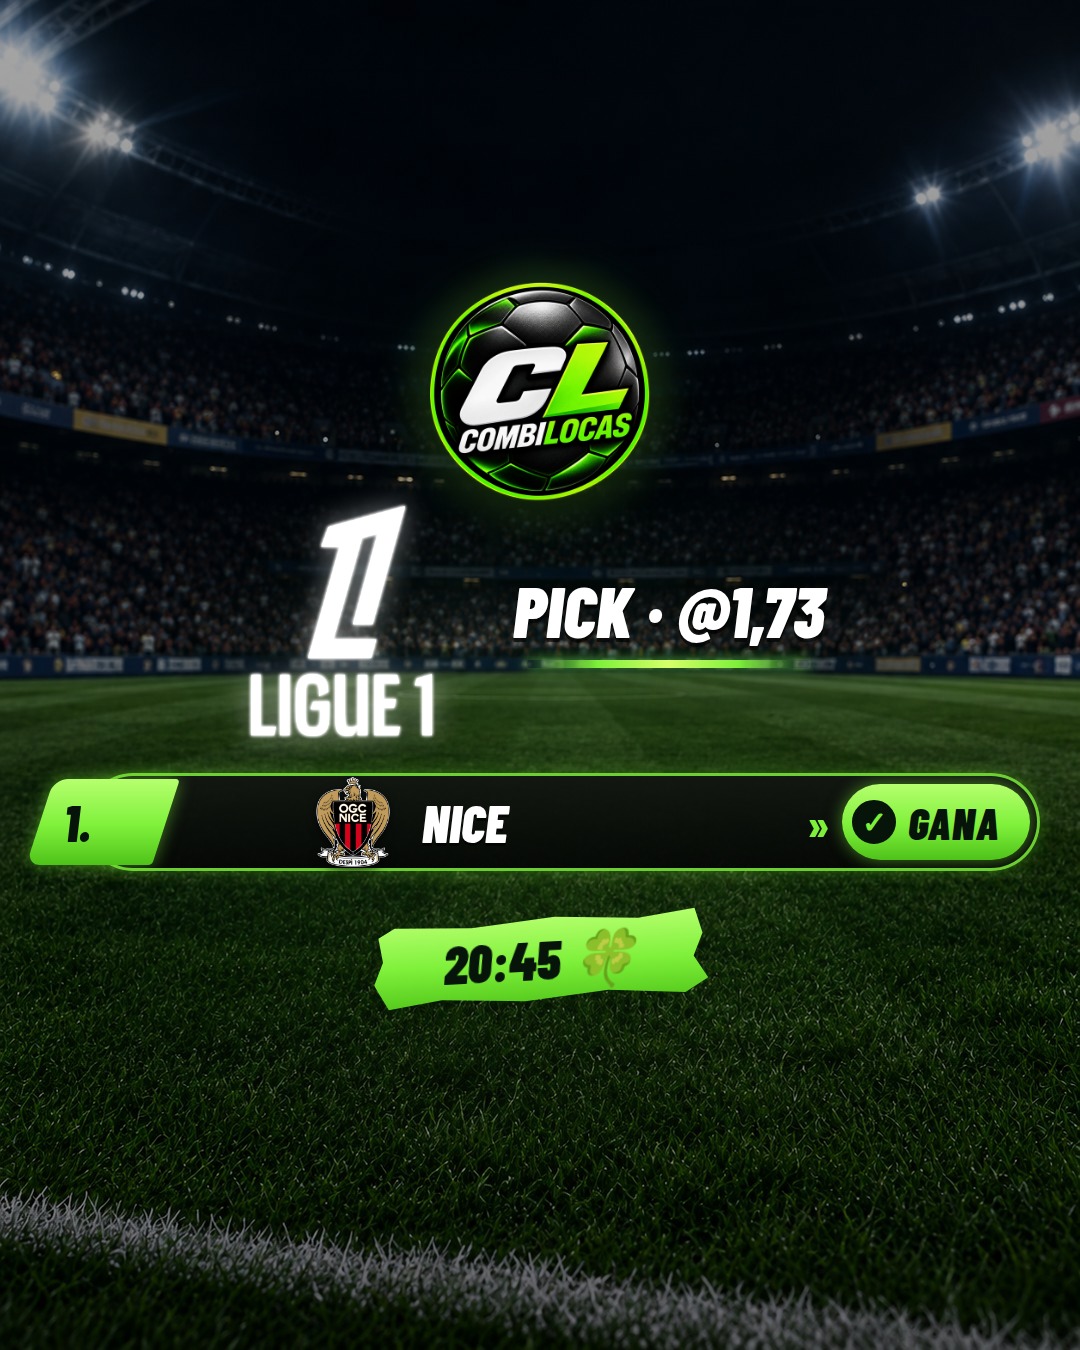 CL
COMBILOCAS
LIGUE 1
PICK · @1,73
1.
OGC
NICE
NICE
» ✓ GANA
20:45 🍀